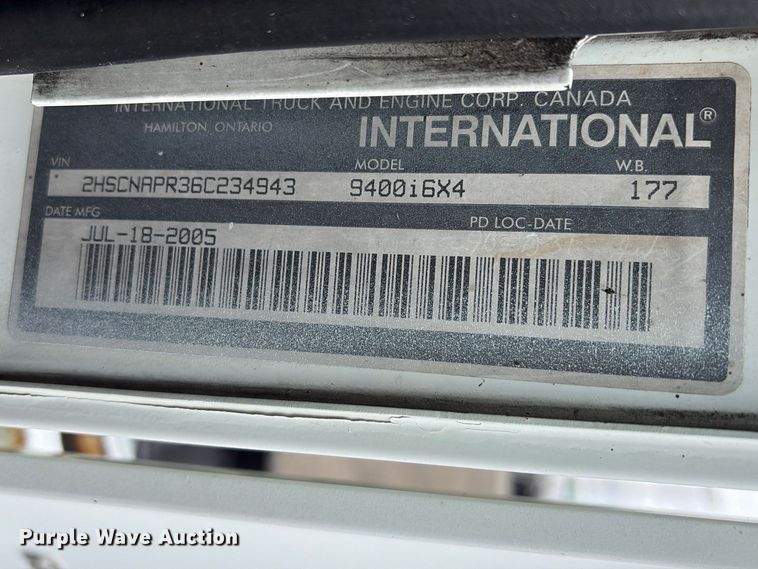 INTERNATIONAL TRUCK AND ENGINE CORP. CANADA
HAMILTON, ONTARIO
INTERNATIONAL®
VIN MODEL W.B.
2HSCNAPR36C234943 9400i6X4 177
DATE MFG PD LOC-DATE
JUL-18-2005
Purple Wave Auction